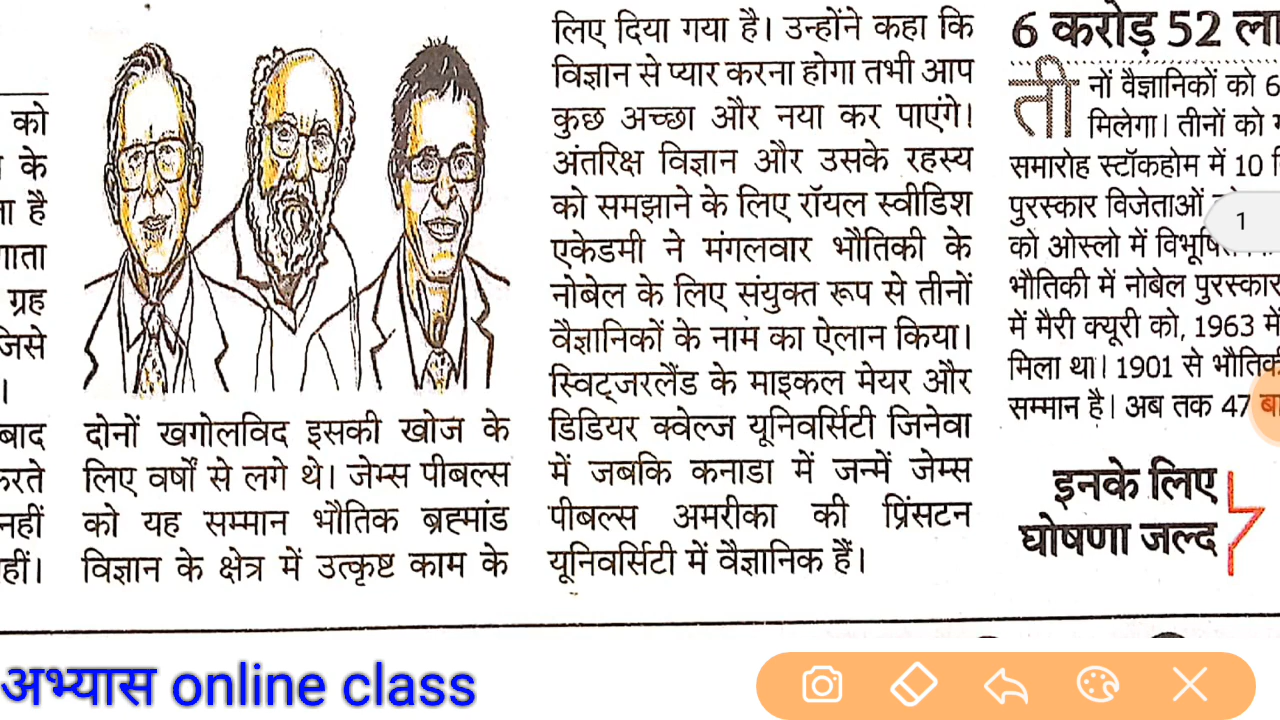 को
के
है
ग्रह
जिसे
।
बाद
करते
नहीं
दोनों खगोलविद इसकी खोज के
लिए वर्षों से लगे थे। जेम्स पीबल्स
को यह सम्मान भौतिक ब्रह्मांड
विज्ञान के क्षेत्र में उत्कृष्ट काम के
लिए दिया गया है। उन्होंने कहा कि
विज्ञान से प्यार करना होगा तभी आप
कुछ अच्छा और नया कर पाएंगे।
अंतरिक्ष विज्ञान और उसके रहस्य
को समझाने के लिए रॉयल स्वीडिश
एकेडमी ने मंगलवार भौतिकी के
नोबेल के लिए संयुक्त रूप से तीनों
वैज्ञानिकों के नाम का ऐलान किया।
स्विट्जरलैंड के माइकल मेयर और
डिडियर क्वेल्ज यूनिवर्सिटी जिनेवा
में जबकि कनाडा में जन्में जेम्स
पीबल्स अमरीका की प्रिंसटन
यूनिवर्सिटी में वैज्ञानिक हैं।
6 करोड़ 52
तीनों वैज्ञानिकों को 6
मिलेगा। तीनों को
समारोह स्टॉकहोम में 10
पुरस्कार विजेताओं
को ओस्लो में
भौतिकी में नोबेल पुरस्कार
में मैरी क्यूरी को, 1963 में
मिला था। 1901 से
सम्मान है। अब तक 47
1
इनके लिए
घोषणा जल्द
अभ्यास online class